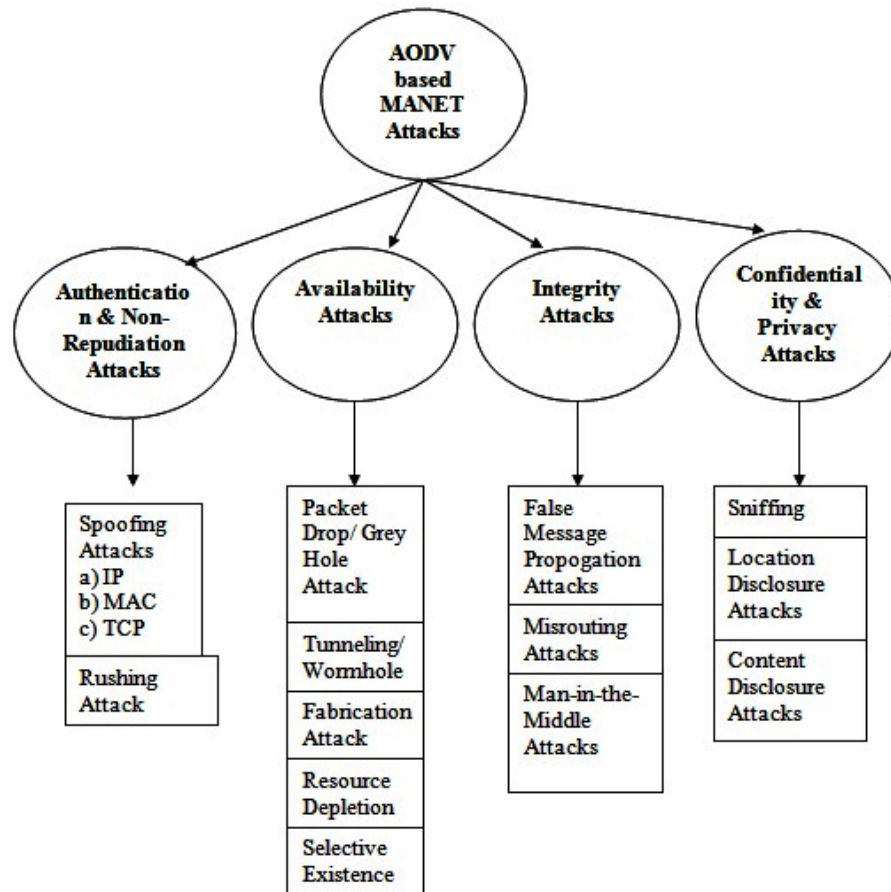 AODV
based
MANET
Attacks
Authenticatio
n & Non-
Repudiation
Attacks
Availability
Attacks
Integrity
Attacks
Confidential
ity &
Privacy
Attacks
Spoofing
Attacks
a) IP
b) MAC
c) TCP
Rushing
Attack
Packet
Drop/ Grey
Hole
Attack
Tunneling/
Wormhole
Fabrication
Attack
Resource
Depletion
Selective
Existence
False
Message
Propogation
Attacks
Misrouting
Attacks
Man-in-the-
Middle
Attacks
Sniffing
Location
Disclosure
Attacks
Content
Disclosure
Attacks